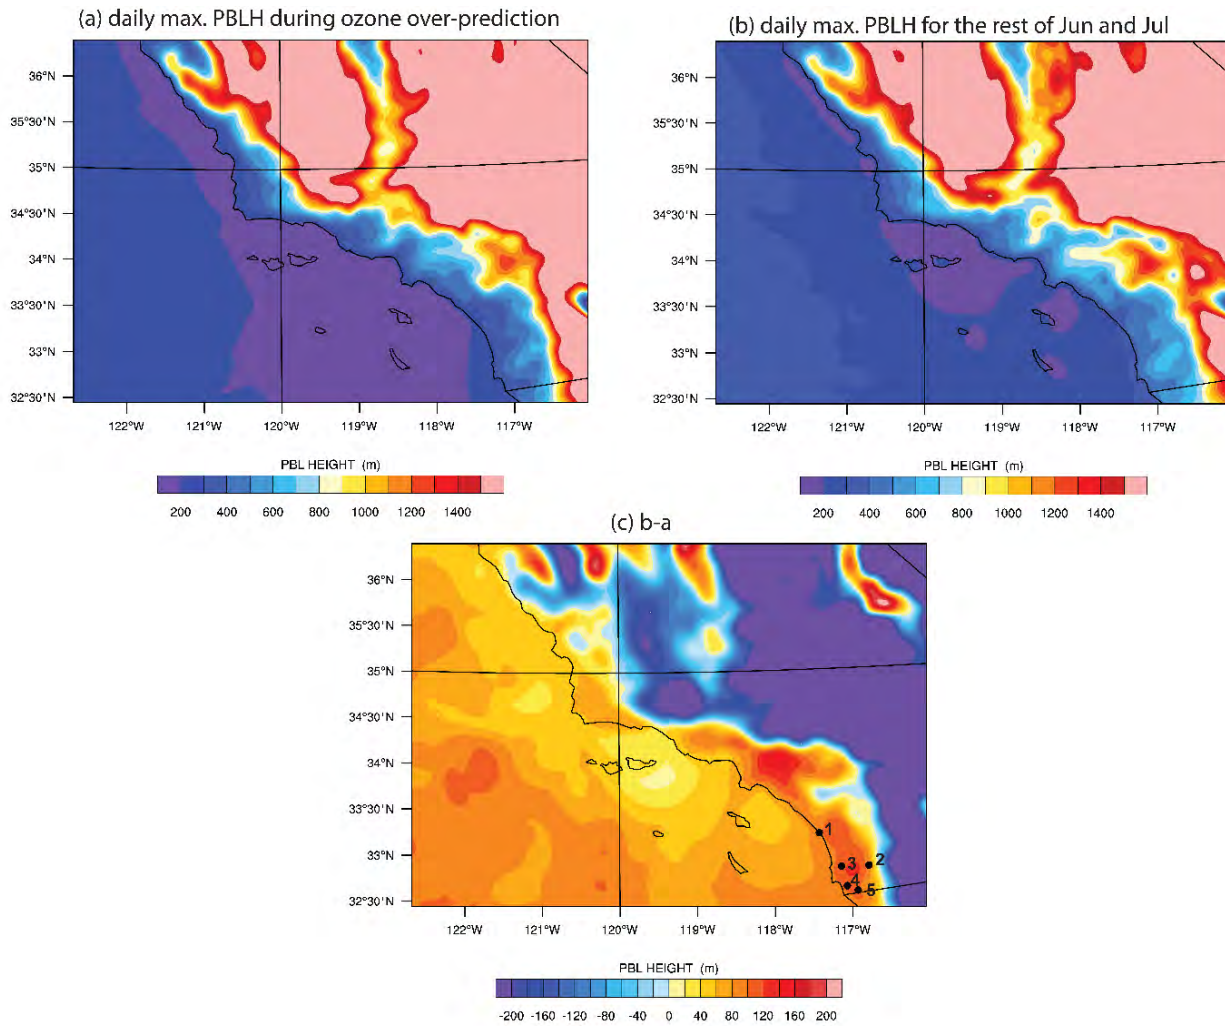 (a) daily max. PBLH during ozone over-prediction
(b) daily max. PBLH for the rest of Jun and Jul
36°N
35°30'N
35°N
34°30'N
34°N
33°30'N
33°N
32°30'N
122°W 121°W 120°W 119°W 118°W 117°W
PBL HEIGHT (m)
200 400 600 800 1000 1200 1400
36°N
35°30'N
35°N
34°30'N
34°N
33°30'N
33°N
32°30'N
122°W 121°W 120°W 119°W 118°W 117°W
PBL HEIGHT (m)
200 400 600 800 1000 1200 1400
(c) b-a
36°N
35°30'N
35°N
34°30'N
34°N
33°30'N
33°N
32°30'N
1
3 2
4
5
122°W 121°W 120°W 119°W 118°W 117°W
PBL HEIGHT (m)
-200 -160 -120 -80 -40 0 40 80 120 160 200